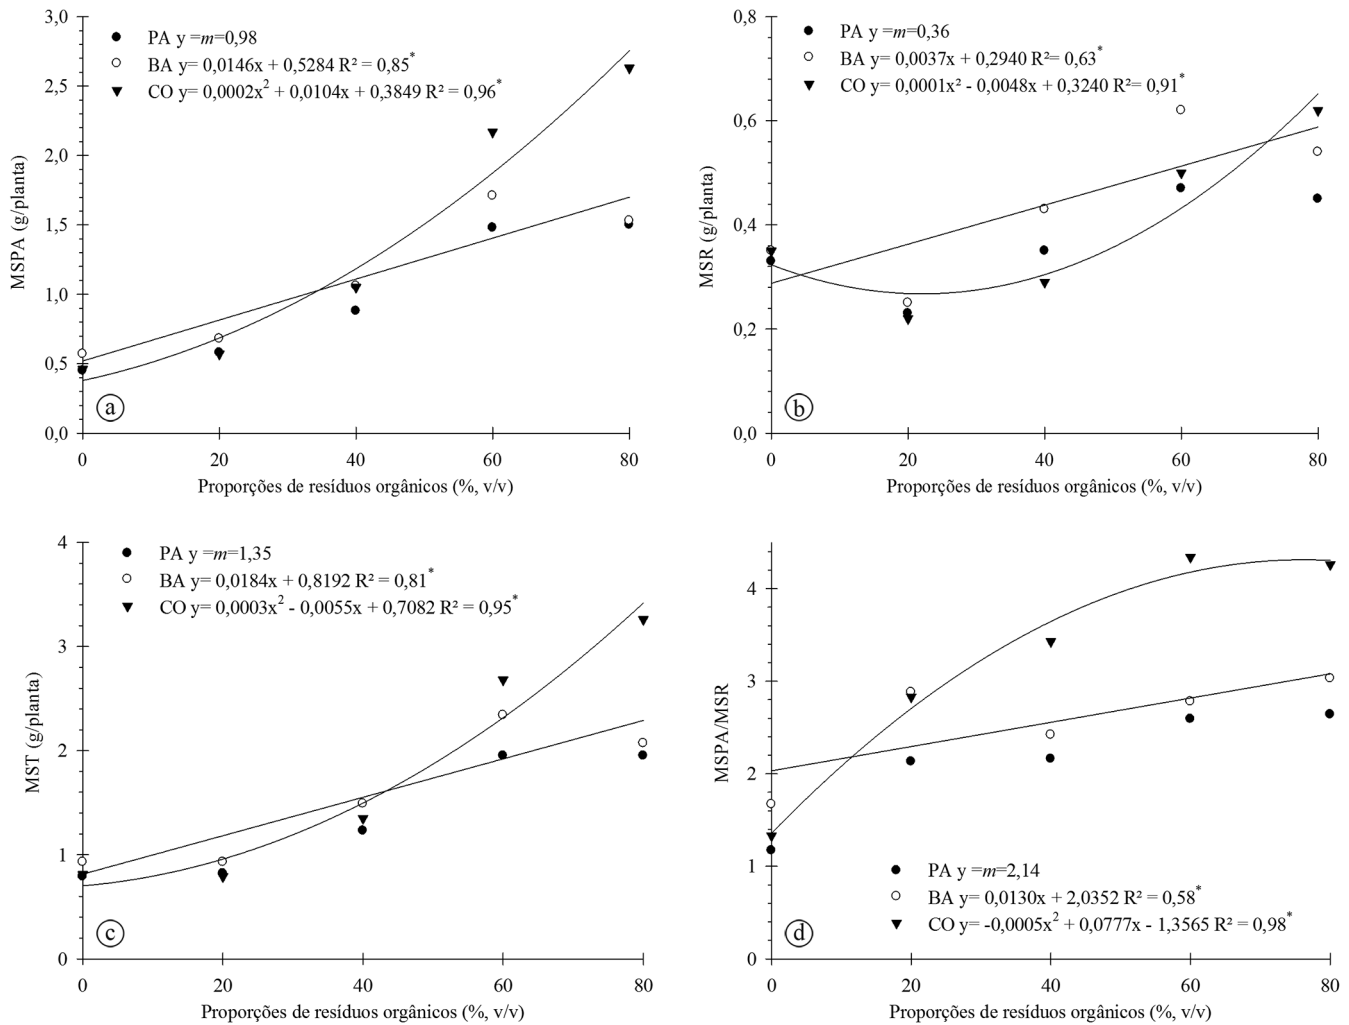 3,0
2,5
2,0
1,5
1,0
0,5
0,0
MSPA (g/planta)
PA y =m=0,98
BA y= 0,0146x + 0,5284 R² = 0,85*
CO y= 0,0002x² + 0,0104x + 0,3849 R² = 0,96*
a
0 20 40 60 80
Proporções de resíduos orgânicos (%, v/v)
0,8
0,6
0,4
0,2
0,0
MSR (g/planta)
PA y =m=0,36
BA y= 0,0037x + 0,2940 R²= 0,63*
CO y= 0,0001x² - 0,0048x + 0,3240 R²= 0,91*
b
0 20 40 60 80
Proporções de resíduos orgânicos (%, v/v)
4
3
2
1
0
MST (g/planta)
PA y =m=1,35
BA y= 0,0184x + 0,8192 R² = 0,81*
CO y= 0,0003x² - 0,0055x + 0,7082 R² = 0,95*
c
0 20 40 60 80
Proporções de resíduos orgânicos (%, v/v)
4
3
2
1
0
MSPA/MSR
PA y =m=2,14
BA y= 0,0130x + 2,0352 R² = 0,58*
CO y= -0,0005x² + 0,0777x - 1,3565 R² = 0,98*
d
0 20 40 60 80
Proporções de resíduos orgânicos (%, v/v)